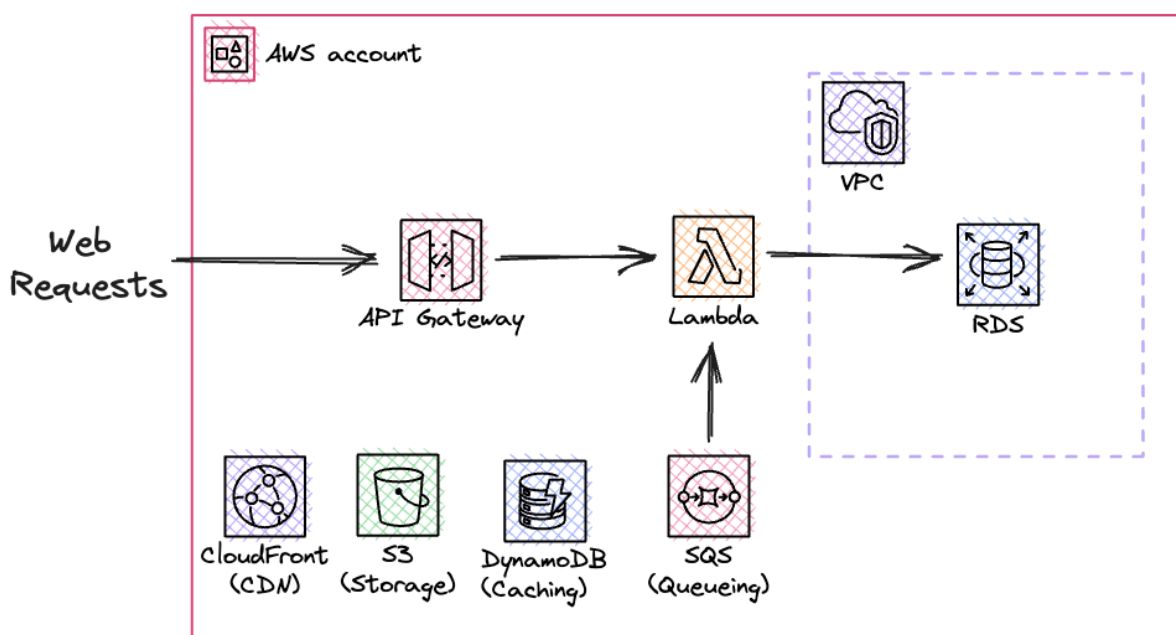 AWS account
VPC
Web
Requests
API Gateway
Lambda
RDS
CloudFront
(CDN)
S3
(Storage)
DynamoDB
(Caching)
SQS
(Queueing)